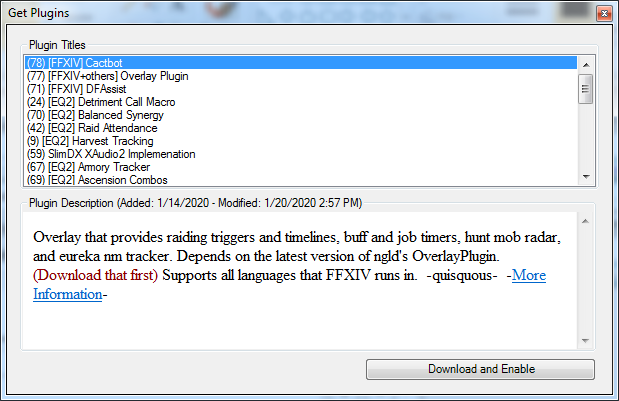 Get Plugins
Plugin Titles
(78) [FFXIV] Cactbot
(77) [FFXIV+others] Overlay Plugin
(71) [FFXIV] DFAssist
(24) [EQ2] Detriment Call Macro
(70) [EQ2] Balanced Synergy
(42) [EQ2] Raid Attendance
(9) [EQ2] Harvest Tracking
(59) SlimDX XAudio2 Implemenation
(67) [EQ2] Armory Tracker
(69) [EQ2] Ascension Combos
Plugin Description (Added: 1/14/2020 - Modified: 1/20/2020 2:57 PM)
Overlay that provides raiding triggers and timelines, buff and job timers, hunt mob radar,
and eureka nm tracker. Depends on the latest version of ngld's OverlayPlugin.
(Download that first) Supports all languages that FFXIV runs in.  -quisquous-  -More
Information-
Download and Enable